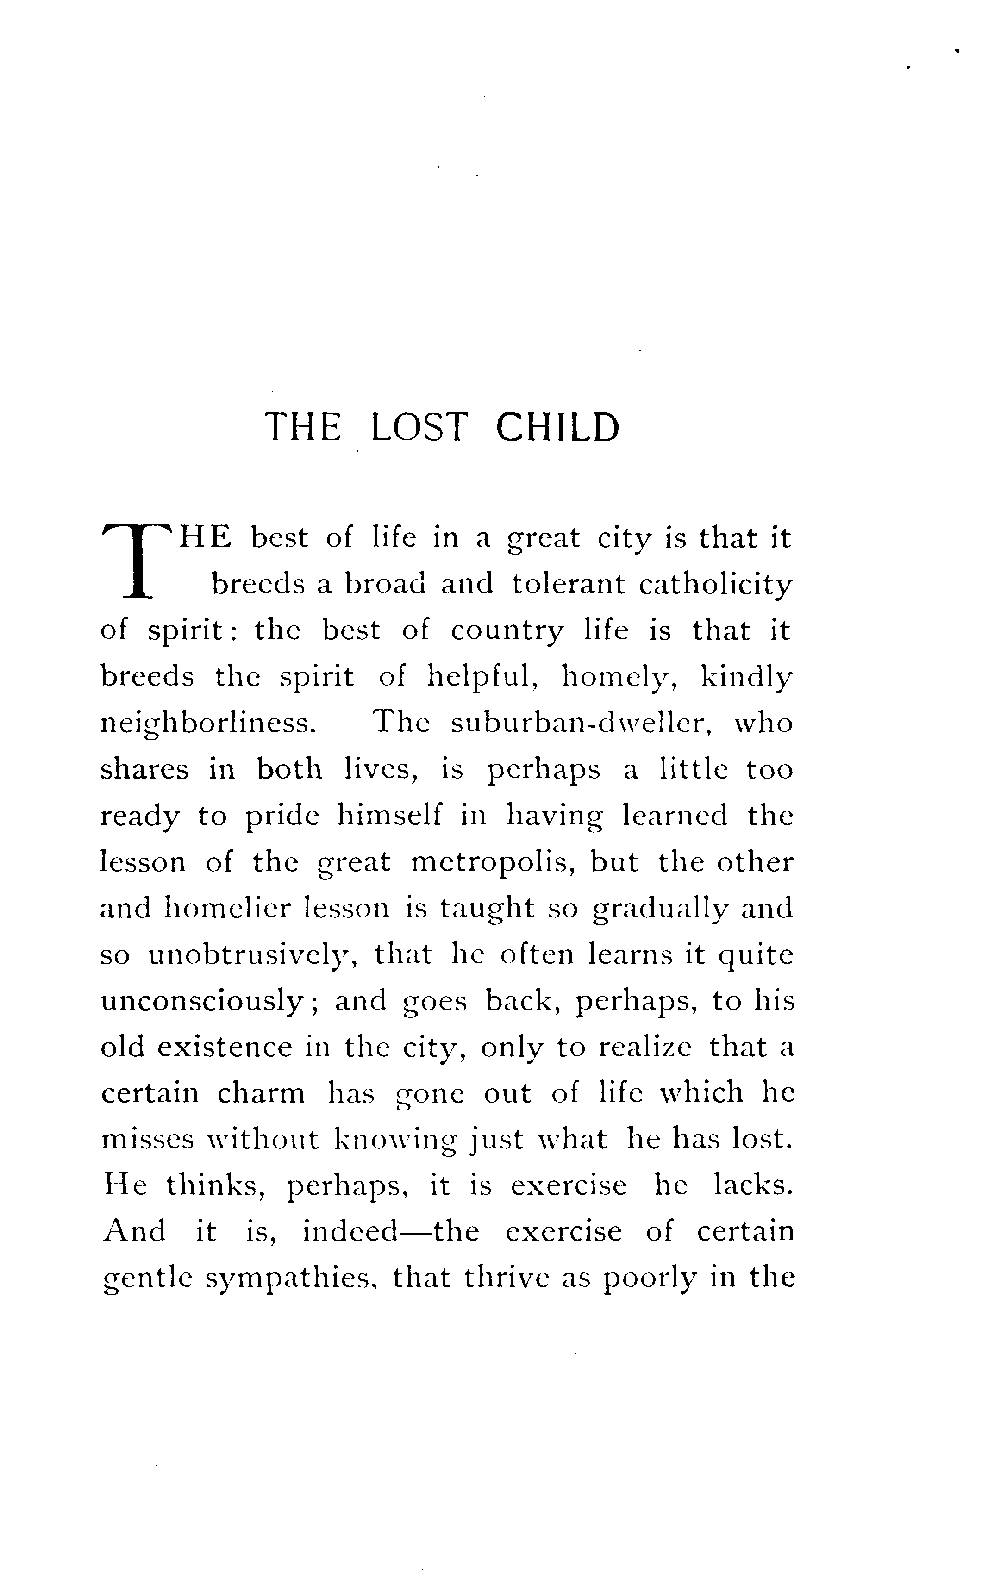 THE LOST CHILD
THE best of life in a great city is that it
breeds a broad and tolerant catholicity
of spirit: the best of country life is that it
breeds the spirit of helpful, homely, kindly
neighborliness. The suburban-dweller, who
shares in both lives, is perhaps a little too
ready to pride himself in having learned the
lesson of the great metropolis, but the other
and homelier lesson is taught so gradually and
so unobtrusively, that he often learns it quite
unconsciously; and goes back, perhaps, to his
old existence in the city, only to realize that a
certain charm has gone out of life which he
misses without knowing just what he has lost.
He thinks, perhaps, it is exercise he lacks.
And it is, indeed—the exercise of certain
gentle sympathies, that thrive as poorly in the